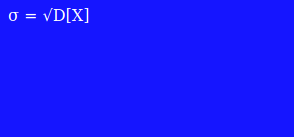 σ = √D[X]